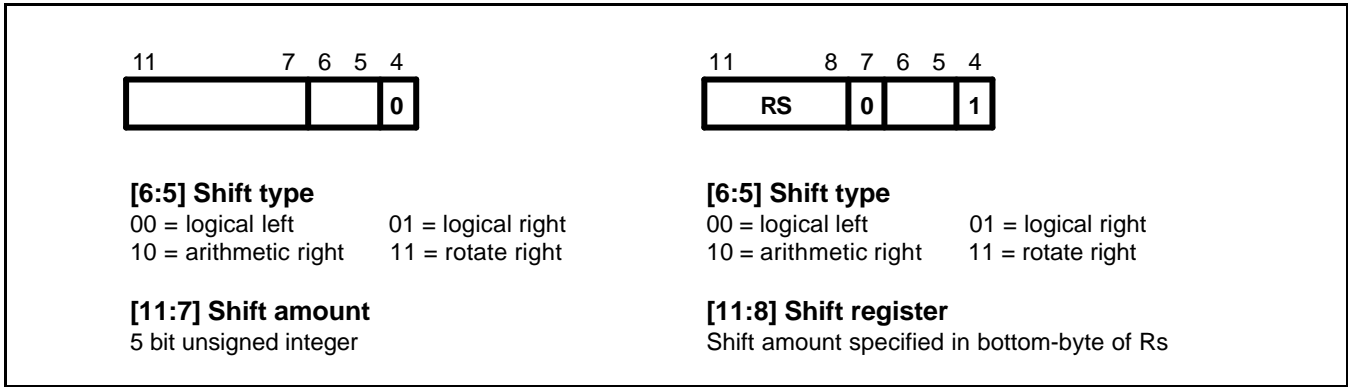 11 7 6 5 4
0
[6:5] Shift type
00 = logical left 01 = logical right
10 = arithmetic right 11 = rotate right
[11:7] Shift amount
5 bit unsigned integer
11 8 7 6 5 4
RS 0 1
[6:5] Shift type
00 = logical left 01 = logical right
10 = arithmetic right 11 = rotate right
[11:8] Shift register
Shift amount specified in bottom-byte of Rs